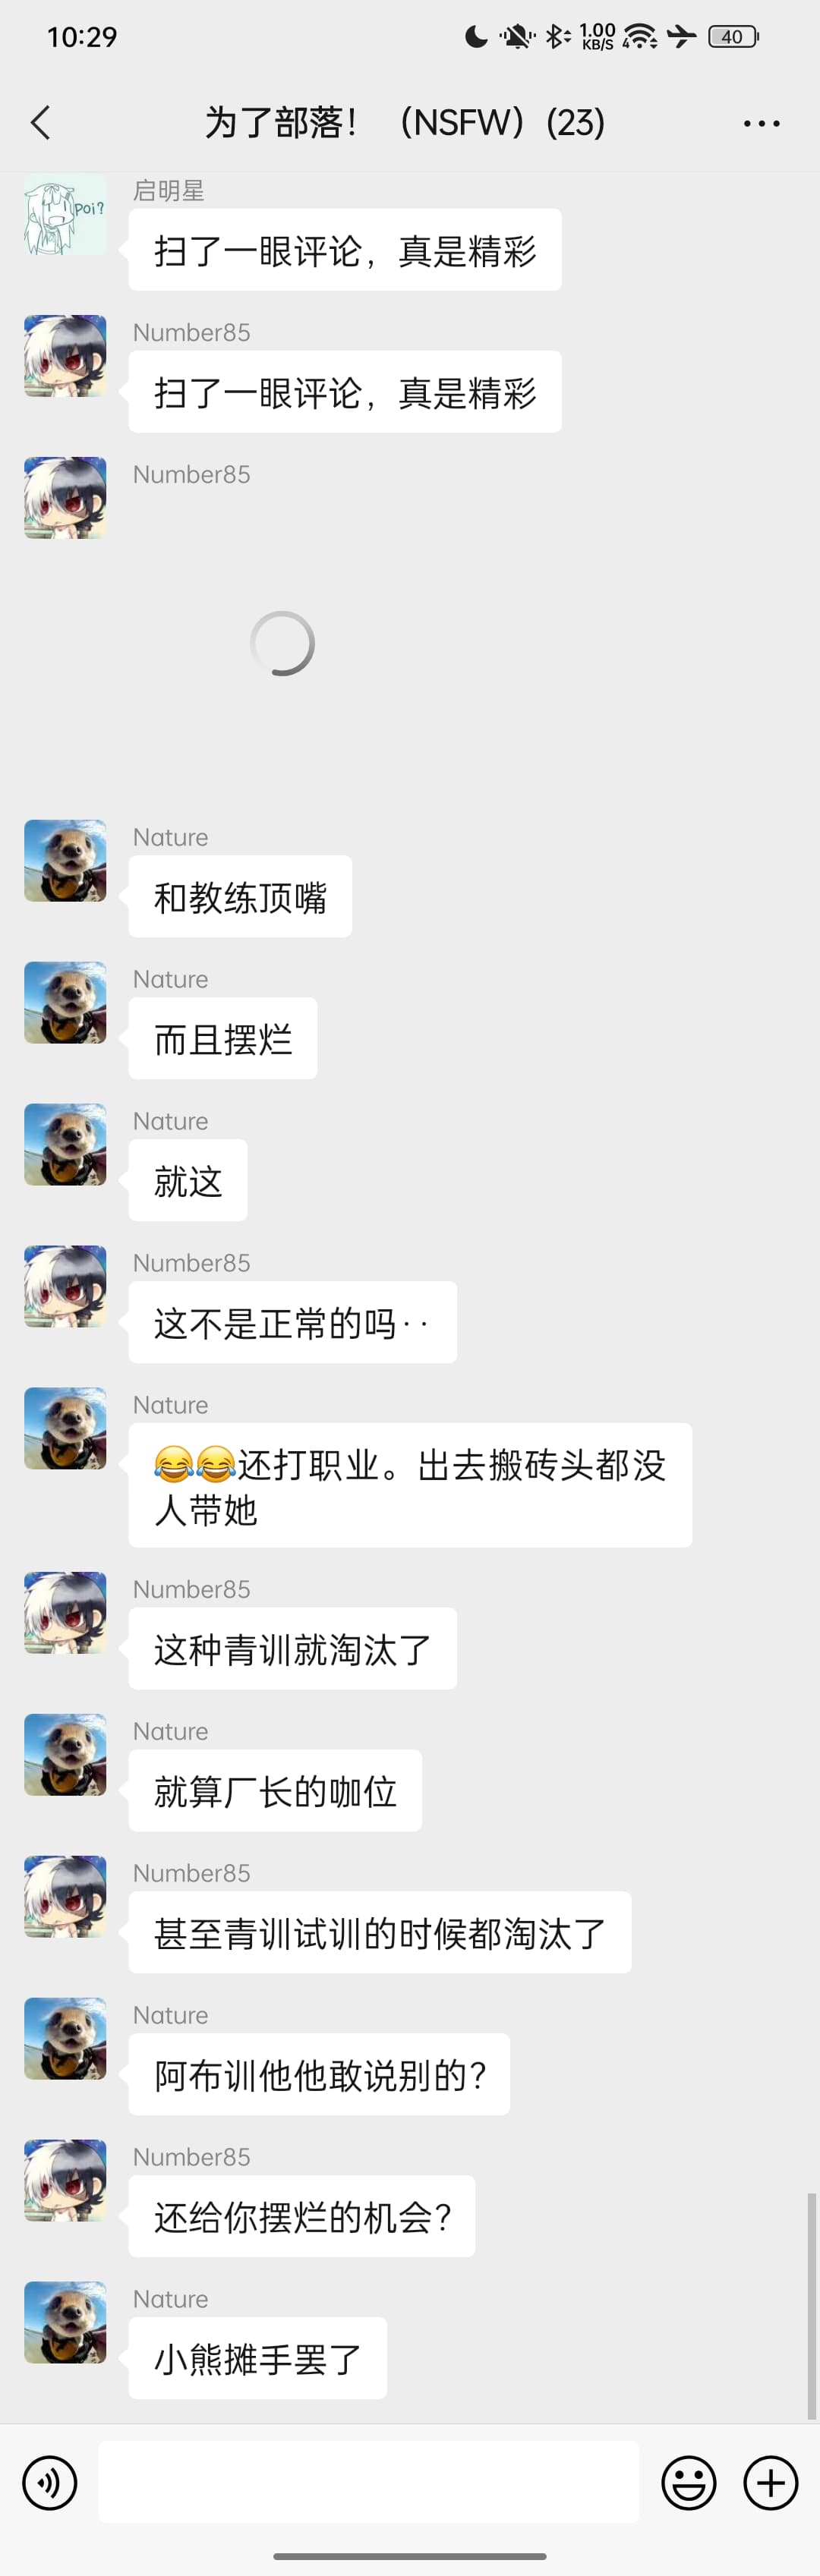 10:29
1.00
KB/S
4
40
为了部落！（NSFW）(23)
poi?
启明星
扫了一眼评论，真是精彩
Number85
扫了一眼评论，真是精彩
Number85
Nature
和教练顶嘴
Nature
而且摆烂
Nature
就这
Number85
这不是正常的吗··
Nature
😂😂还打职业。出去搬砖头都没
人带她
Number85
这种青训就淘汰了
Nature
就算厂长的咖位
Number85
甚至青训试训的时候都淘汰了
Nature
阿布训他他敢说别的？
Number85
还给你摆烂的机会？
Nature
小熊摊手罢了